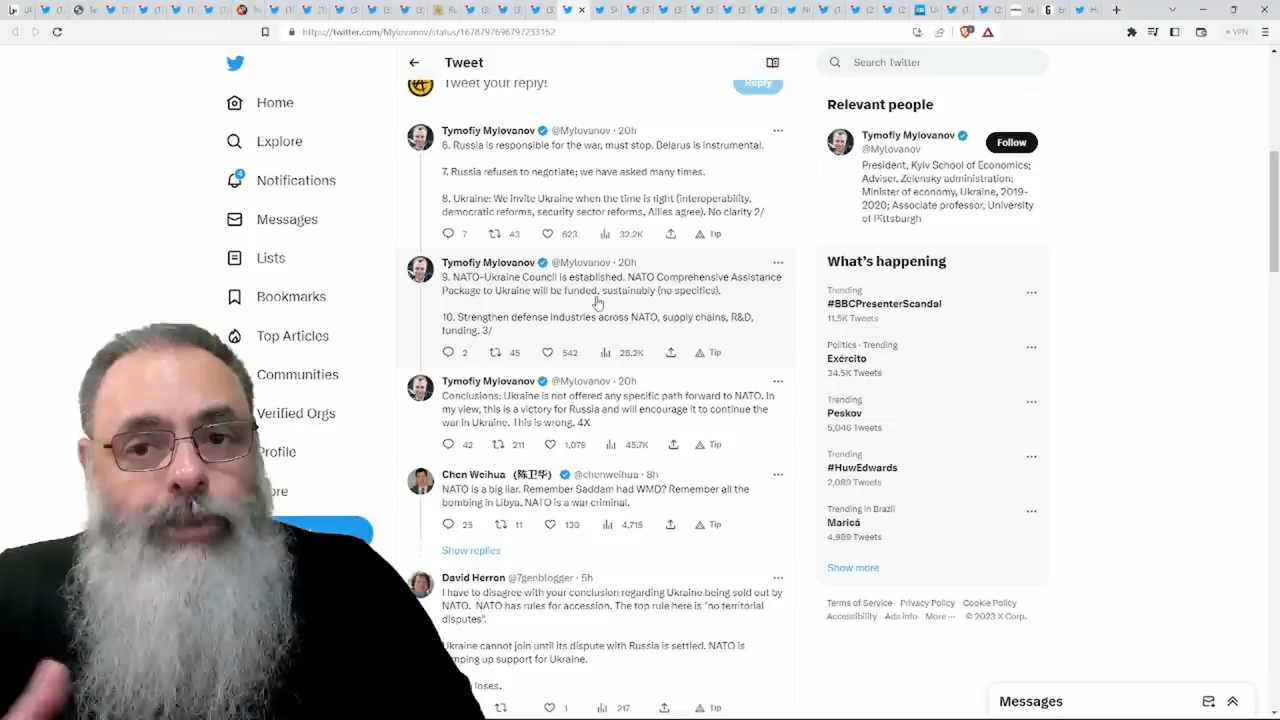 https://twitter.com/Mylovanov/status/1678797696797233152
VPN
Home
Explore
4
Notifications
Messages
Lists
Bookmarks
Top Articles
Communities
Verified Orgs
Tweet
Tweet your reply!
Reply
Tymofiy Mylovanov @Mylovanov · 20h
6. Russia is responsible for the war, must stop. Belarus is instrumental.
7. Russia refuses to negotiate; we have asked many times.
8. Ukraine: We invite Ukraine when the time is right (interoperability,
democratic reforms, security sector reforms, Allies agree). No clarity 2/
7 43 623 32.2K Tip
Tymofiy Mylovanov @Mylovanov · 20h
9. NATO-Ukraine Council is established. NATO Comprehensive Assistance
Package to Ukraine will be funded, sustainably (no specifics).
10. Strengthen defense industries across NATO, supply chains, R&D,
funding. 3/
2 45 542 28.2K Tip
Tymofiy Mylovanov @Mylovanov · 20h
Conclusions: Ukraine is not offered any specific path forward to NATO. In
my view, this is a victory for Russia and will encourage it to continue the
war in Ukraine. This is wrong. 4X
42 211 1,079 45.7K Tip
Chen Weihua (陈卫华) @chenweihua · 8h
NATO is a big liar. Remember Saddam had WMD? Remember all the
bombing in Libya. NATO is a war criminal.
25 11 130 4,715 Tip
Show replies
David Herron @7genblogger · 5h
I have to disagree with your conclusion regarding Ukraine being sold out by
NATO. NATO has rules for accession. The top rule here is "no territorial
disputes".
Ukraine cannot join until its dispute with Russia is settled. NATO is
support for Ukraine.
loses.
1 217 Tip
Search Twitter
Relevant people
Tymofiy Mylovanov
@Mylovanov
Follow
President, Kyiv School of Economics;
Adviser, Zelensky administration;
Minister of economy, Ukraine, 2019-
2020; Associate professor, University
of Pittsburgh
What's happening
Trending
#BBCPresenterScandal
11.5K Tweets
Politics · Trending
Exército
34.5K Tweets
Trending
Peskov
5,046 Tweets
Trending
#HuwEdwards
2,089 Tweets
Trending in Brazil
Maricá
4,989 Tweets
Show more
Terms of Service Privacy Policy Cookie Policy
Accessibility Ads info More ··· © 2023 X Corp.
Messages